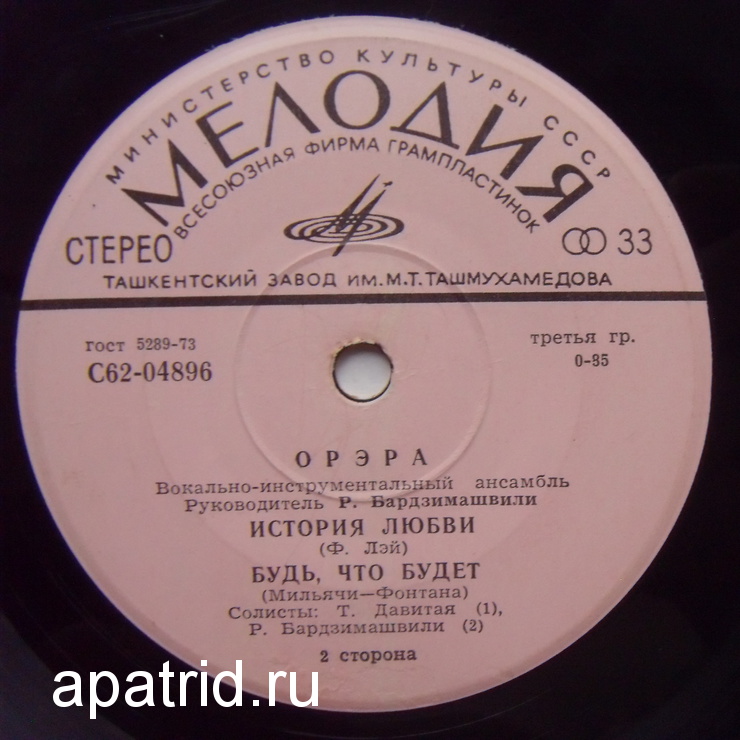 МИНИСТЕРСТВО КУЛЬТУРЫ СССР
МЕЛОДИЯ
ВСЕСОЮЗНАЯ ФИРМА ГРАМПЛАСТИНОК
СТЕРЕО
33
ТАШКЕНТСКИЙ ЗАВОД ИМ.М.Т.ТАШМУХАМЕДОВА
гост 5289-73
третья гр.
С62-04896
0-35
ОРЭРА
Вокально-инструментальный ансамбль
Руководитель Р. Бардзимашвили
ИСТОРИЯ ЛЮБВИ
(Ф. Лэй)
БУДЬ, ЧТО БУДЕТ
(Мильячи—Фонтана)
Солисты: Т. Давитая (1),
Р. Бардзимашвили (2)
2 сторона
apatrid.ru